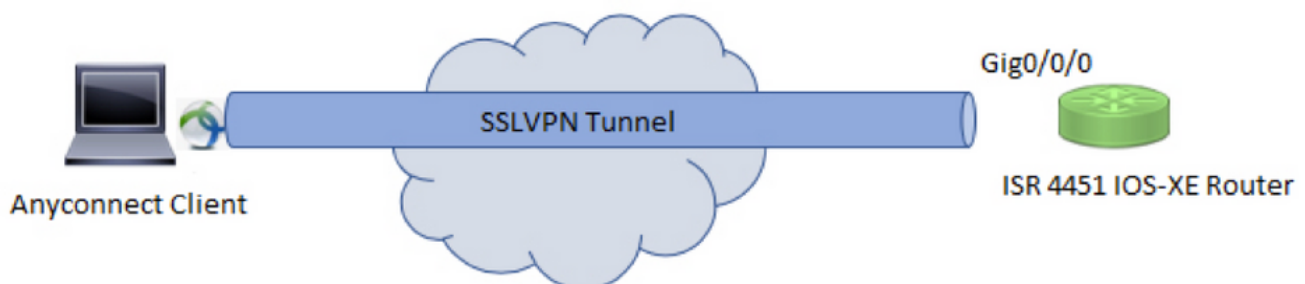 Gig0/0/0
SSLVPN Tunnel
Anyconnect Client
ISR 4451 IOS-XE Router